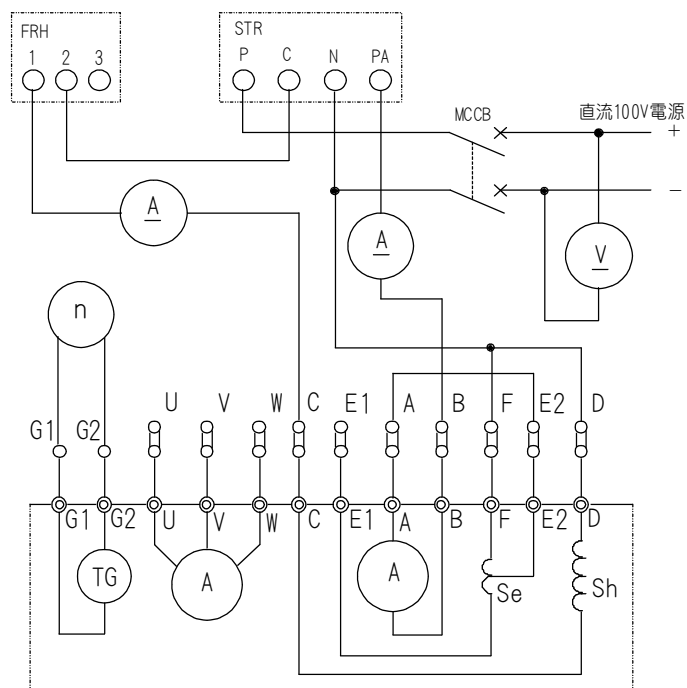 FRH
1 2 3
STR
P C N PA
MCCB
直流100V電源
+
−
A
A
V
n
G1 G2 U V W C E1 A B F E2 D
G1 G2 U V W C E1 A B F E2 D
TG
A
A
Se
Sh